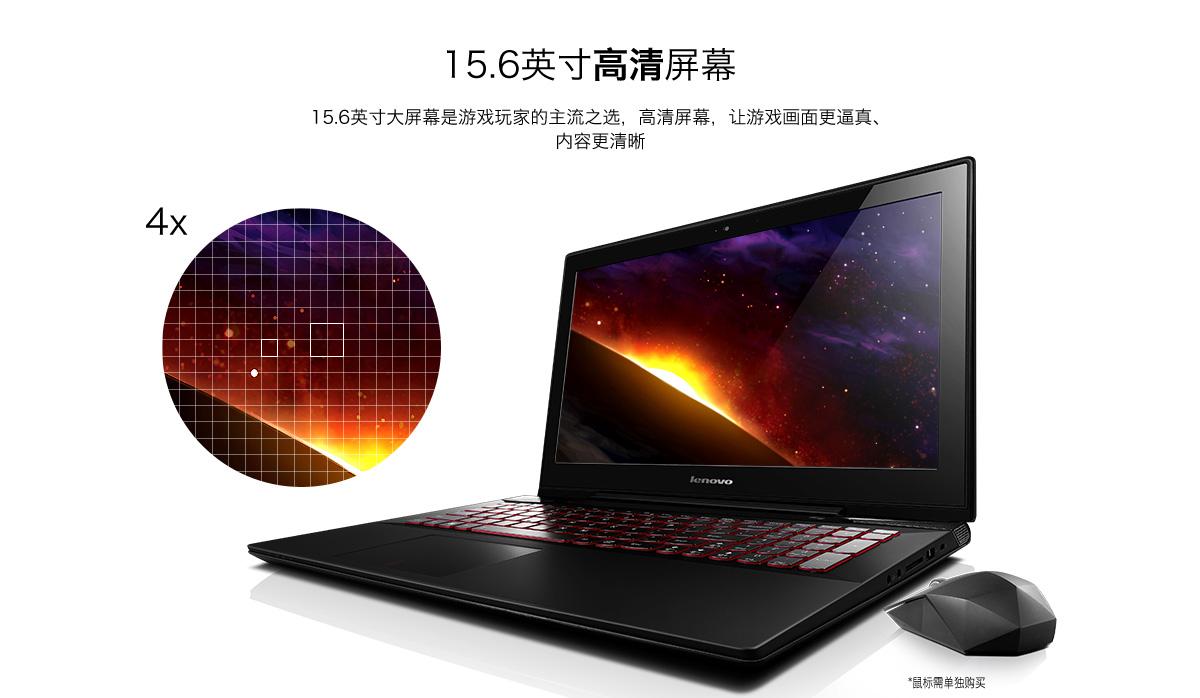 15.6英寸高清屏幕
15.6英寸大屏幕是游戏玩家的主流之选，高清屏幕，让游戏画面更逼真、
内容更清晰
4x
lenovo
*鼠标需单独购买